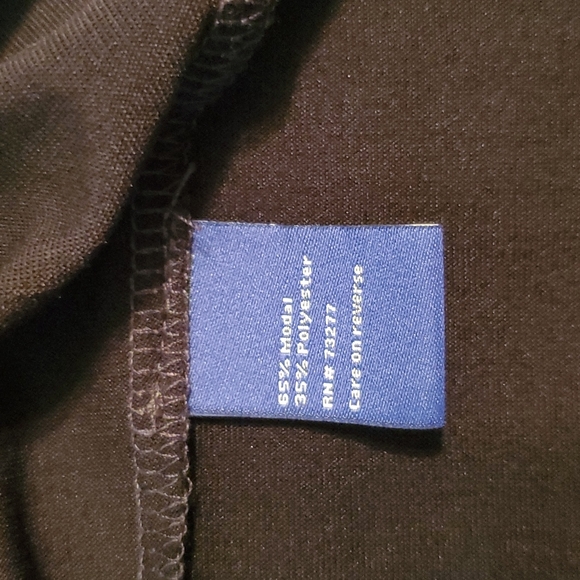 65% Modal
35% Polyester
RN# 73277
Care on reverse